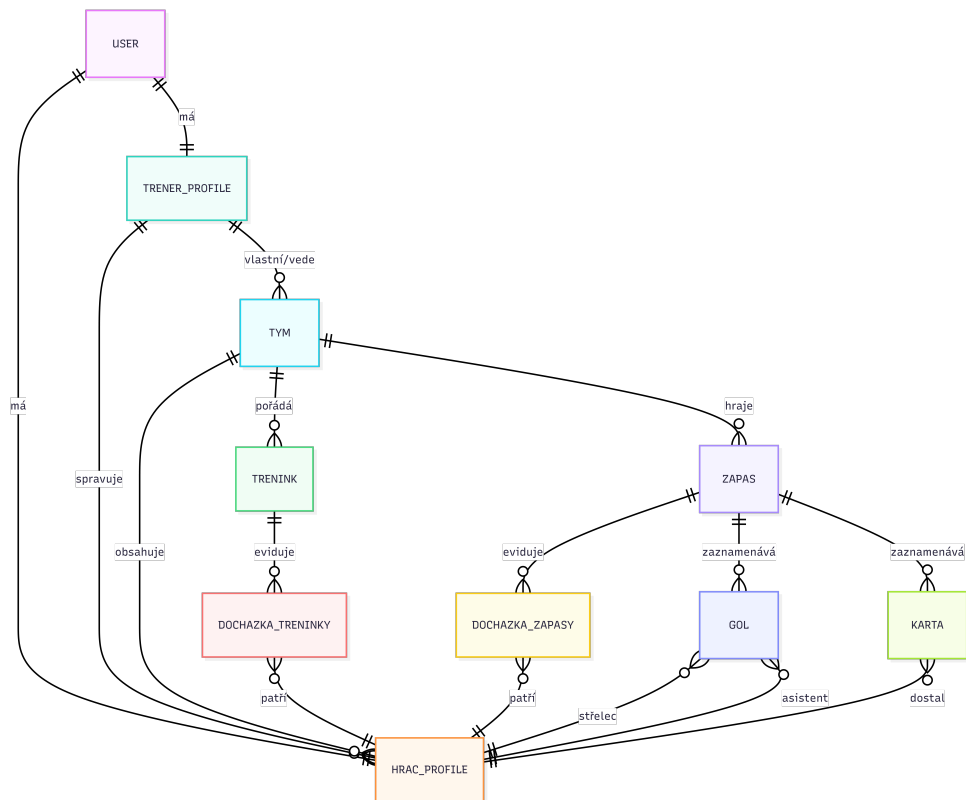 USER
má
TRENER_PROFILE
vlastní/vede
TYM
má
pořádá
hraje
spravuje
TRENINK
ZAPAS
obsahuje
eviduje
eviduje
zaznamenává
zaznamenává
DOCHAZKA_TRENINKY
DOCHAZKA_ZAPASY
GOL
KARTA
patří
patří
střelec
asistent
dostal
HRAC_PROFILE